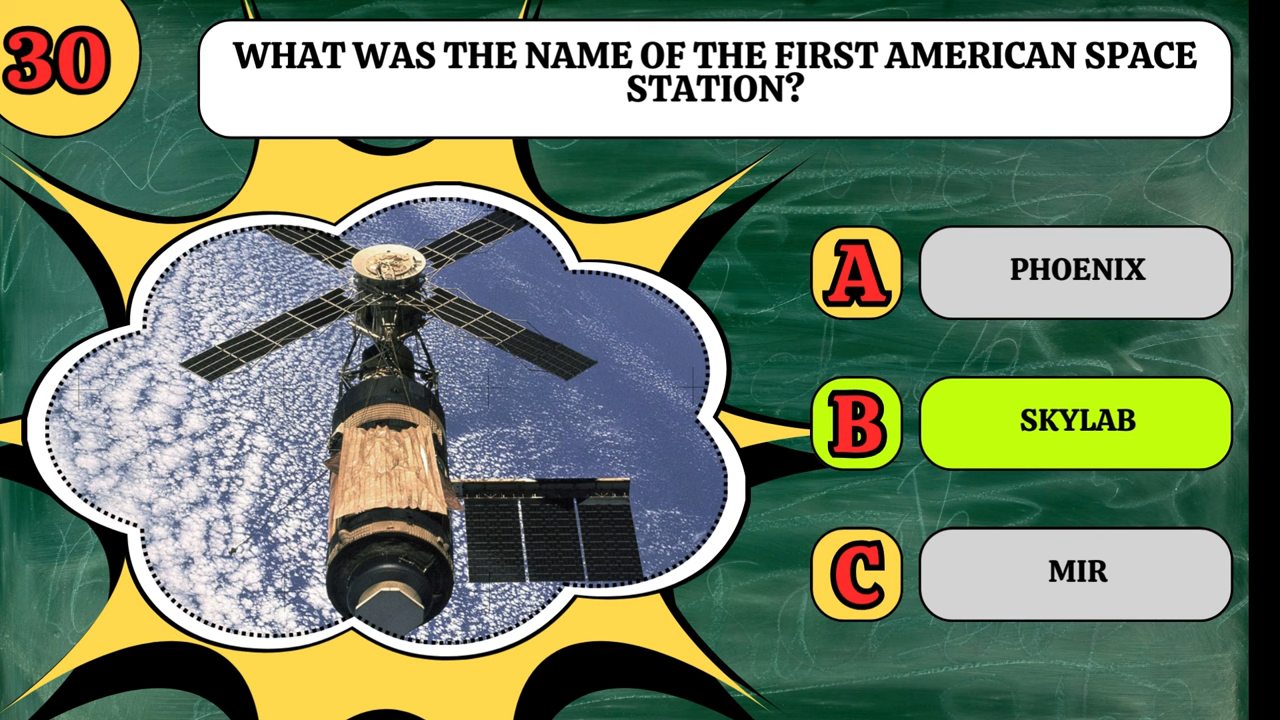 30
WHAT WAS THE NAME OF THE FIRST AMERICAN SPACE
STATION?
A
PHOENIX
B
SKYLAB
C
MIR